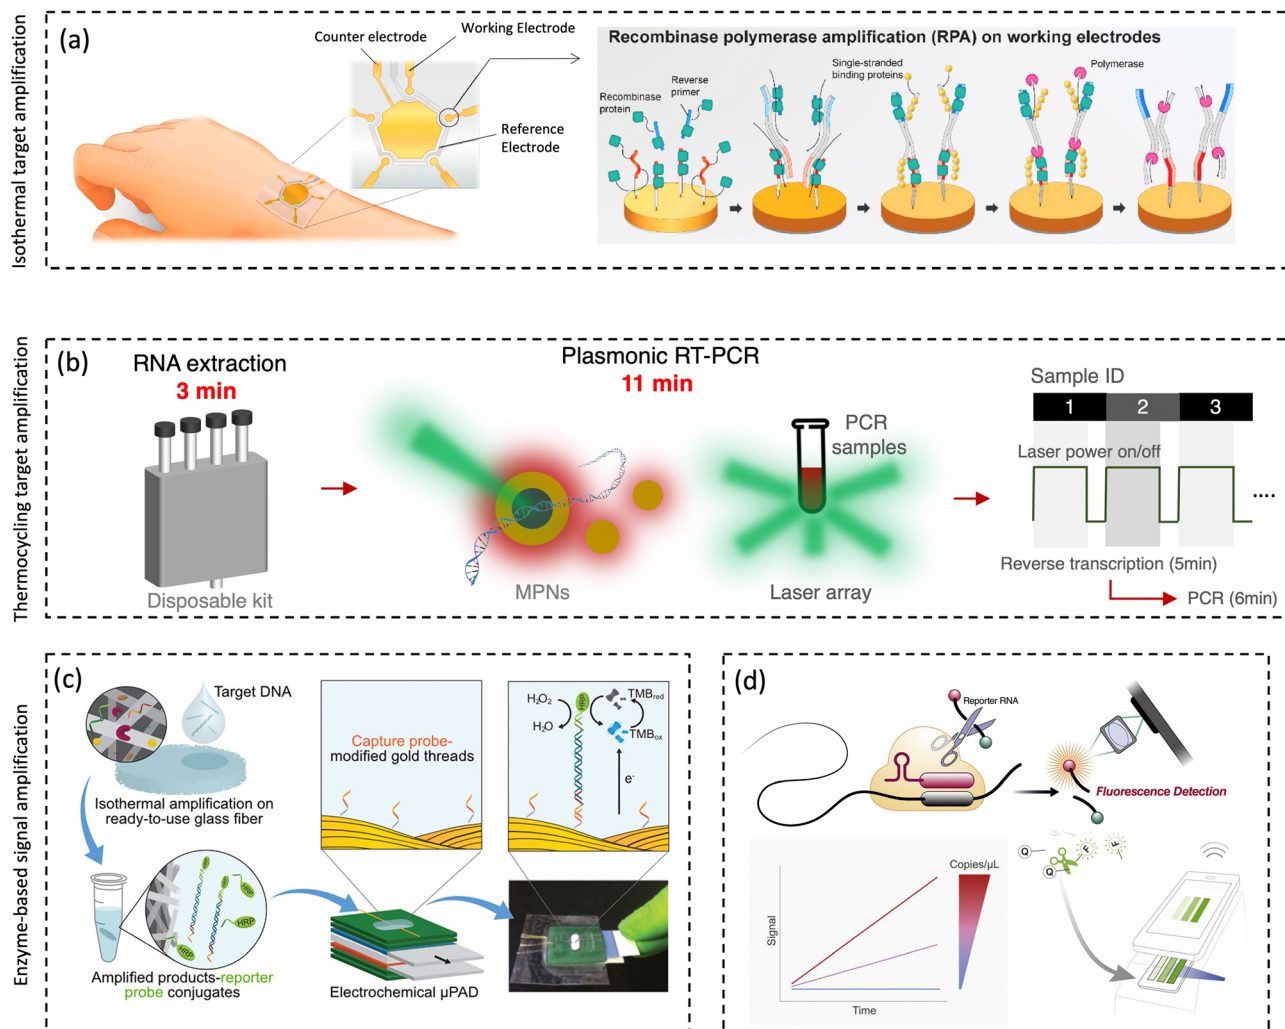 Isothermal target amplification
(a)
Counter electrode
Working Electrode
Reference
Electrode
Recombinase polymerase amplification (RPA) on working electrodes
Recombinase
protein
Reverse
primer
Single-stranded
binding proteins
Polymerase
Thermocycling target amplification
(b)
RNA extraction
3 min
Disposable kit
Plasmonic RT-PCR
11 min
MPNs
PCR
samples
Laser array
Sample ID
1 2 3
Laser power on/off
....
Reverse transcription (5min)
PCR (6min)
Enzyme-based signal amplification
(c)
Target DNA
Isothermal amplification on
ready-to-use glass fiber
HRP
HRP
HRP
Amplified products-reporter
probe conjugates
Capture probe-
modified gold threads
Electrochemical µPAD
H2O2
H2O
HRP
TMBred
TMBox
e-
(d)
Reporter RNA
Fluorescence Detection
Signal
Time
Copies/µL
Q
F
F
Q